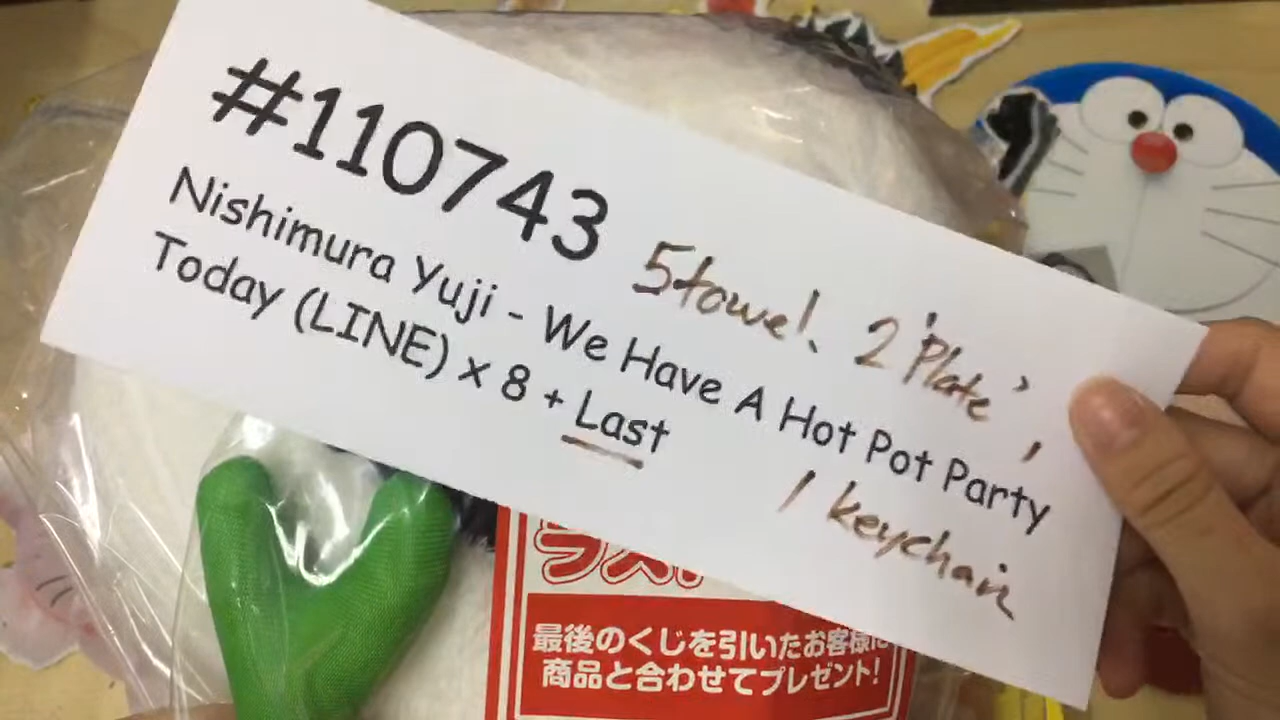 #110743
Nishimura Yuji - We Have A Hot Pot Party
Today (LINE) x 8 + Last
5 towel, 2 'Plate',
1 keychain
最後のくじを引いたお客様に
商品と合わせてプレゼント!